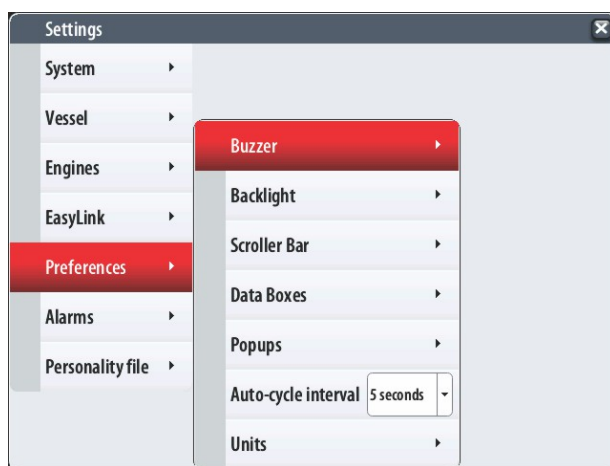 Settings
System
Vessel
Engines
EasyLink
Preferences
Alarms
Personality file
Buzzer
Backlight
Scroller Bar
Data Boxes
Popups
Auto-cycle interval 5 seconds
Units